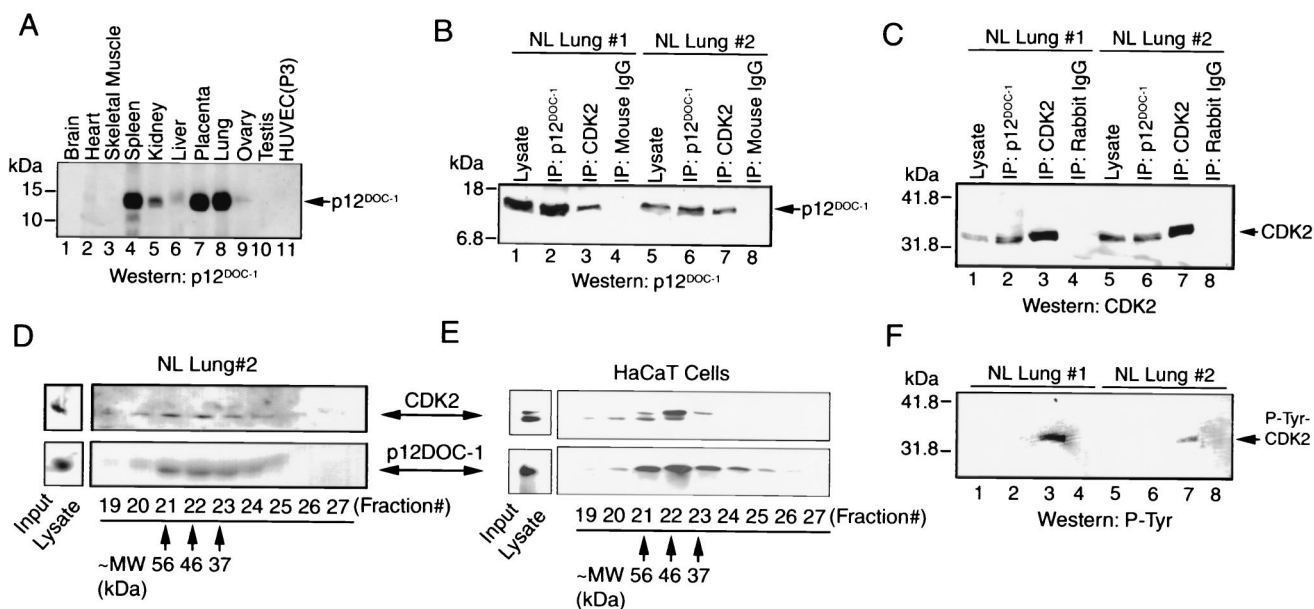 A
Brain
Heart
Skeletal Muscle
Spleen
Kidney
Liver
Placenta
Lung
Ovary
Testis
HUVEC(P3)
kDa
15
10
p12DOC-1
1 2 3 4 5 6 7 8 9 10 11
Western: p12DOC-1
B
NL Lung #1 NL Lung #2
Lysate
IP: p12DOC-1
IP: CDK2
IP: Mouse IgG
Lysate
IP: p12DOC-1
IP: CDK2
IP: Mouse IgG
kDa
18
6.8
p12DOC-1
1 2 3 4 5 6 7 8
Western: p12DOC-1
C
NL Lung #1 NL Lung #2
Lysate
IP: p12DOC-1
IP: CDK2
IP: Rabbit IgG
Lysate
IP: p12DOC-1
IP: CDK2
IP: Rabbit IgG
kDa
41.8
31.8
CDK2
1 2 3 4 5 6 7 8
Western: CDK2
D
NL Lung#2
CDK2
p12DOC-1
Input
Lysate
19 20 21 22 23 24 25 26 27 (Fraction#)
~MW 56 46 37
(kDa)
E
HaCaT Cells
Input
Lysate
19 20 21 22 23 24 25 26 27 (Fraction#)
~MW 56 46 37
(kDa)
F
NL Lung #1 NL Lung #2
kDa
41.8
31.8
P-Tyr-
CDK2
1 2 3 4 5 6 7 8
Western: P-Tyr